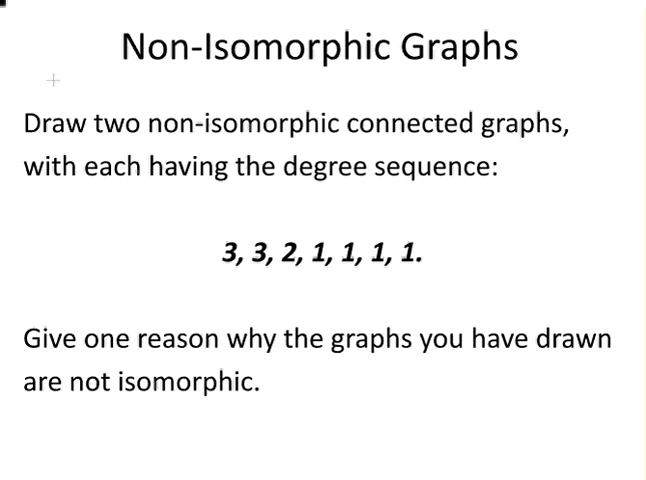 Non-Isomorphic Graphs
Draw two non-isomorphic connected graphs,
with each having the degree sequence:
3, 3, 2, 1, 1, 1, 1.
Give one reason why the graphs you have drawn
are not isomorphic.